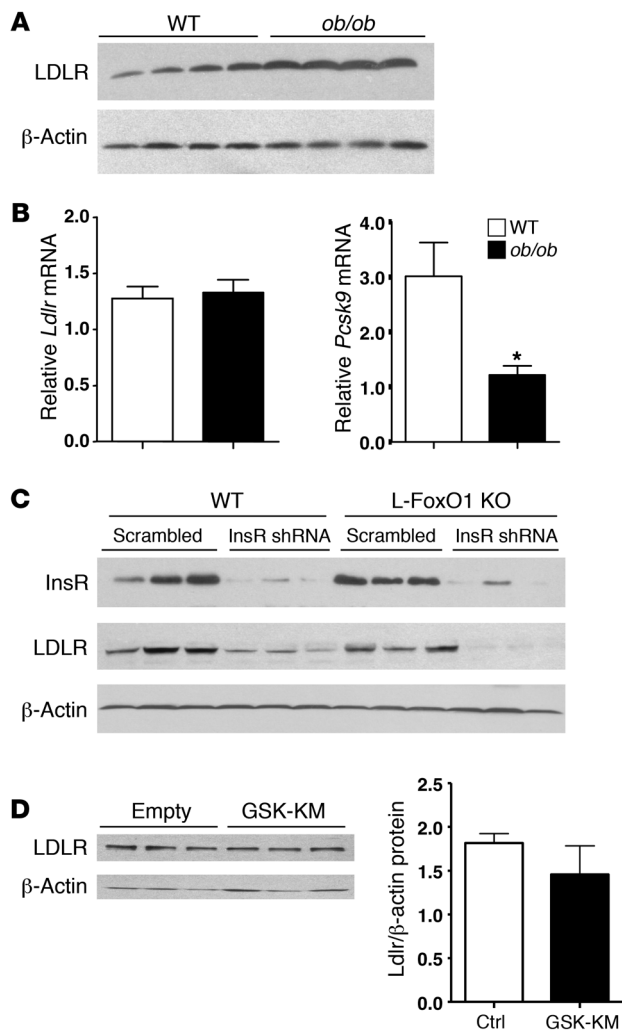 A
WT ob/ob
LDLR
β-Actin
B
Relative Ldlr mRNA
2.0
1.5
1.0
0.5
0.0
Relative Pcsk9 mRNA
4.0
3.0
2.0
1.0
0.0
*
WT
ob/ob
C
WT L-FoxO1 KO
Scrambled InsR shRNA Scrambled InsR shRNA
InsR
LDLR
β-Actin
D
Empty GSK-KM
LDLR
β-Actin
Ldlr/β-actin protein
2.5
2.0
1.5
1.0
0.5
0.0
Ctrl GSK-KM